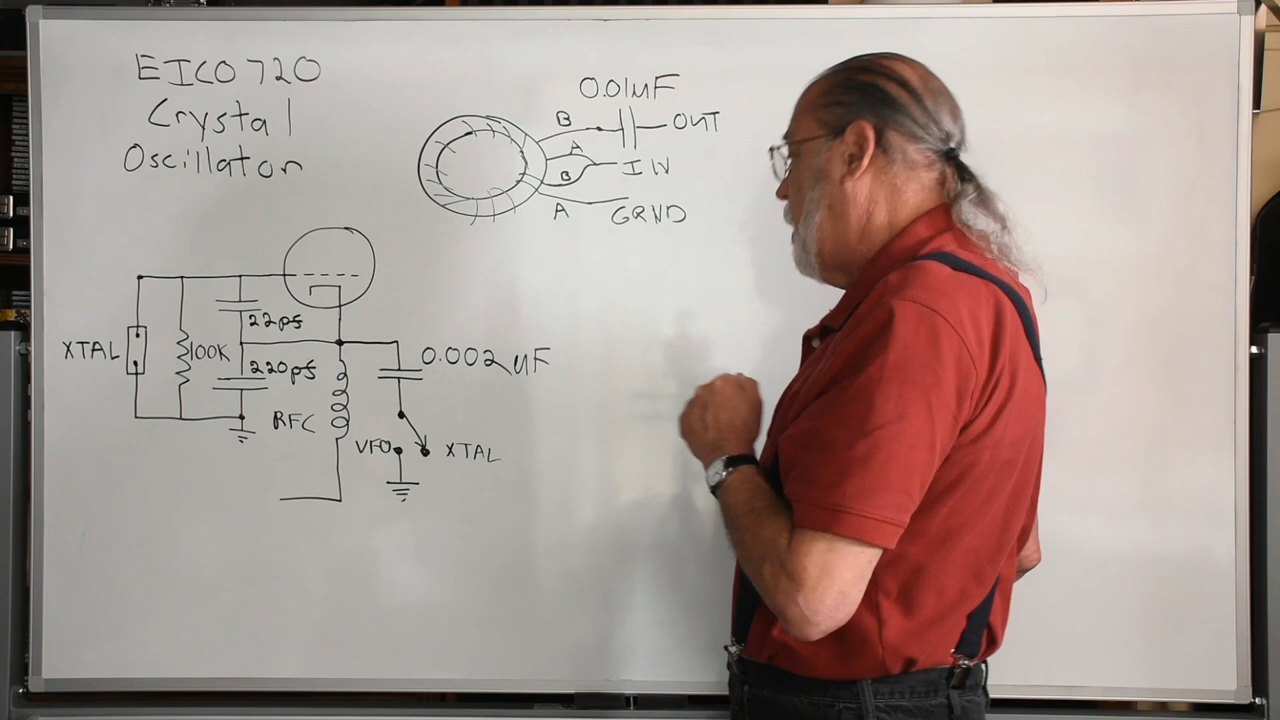 EICO 720
Crystal
Oscillator
0.01uF
B
OUT
A
IN
B
A
GRND
22pf
XTAL
100K
0.002uF
220pf
RFC
VFO
XTAL